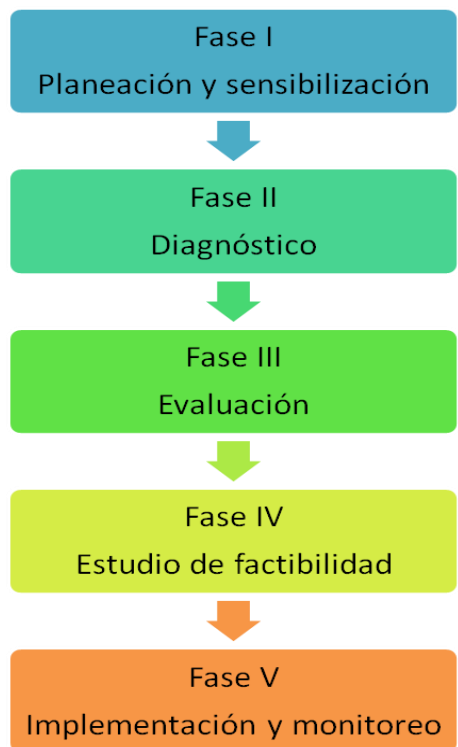 Fase I
Planeación y sensibilización
Fase II
Diagnóstico
Fase III
Evaluación
Fase IV
Estudio de factibilidad
Fase V
Implementación y monitoreo